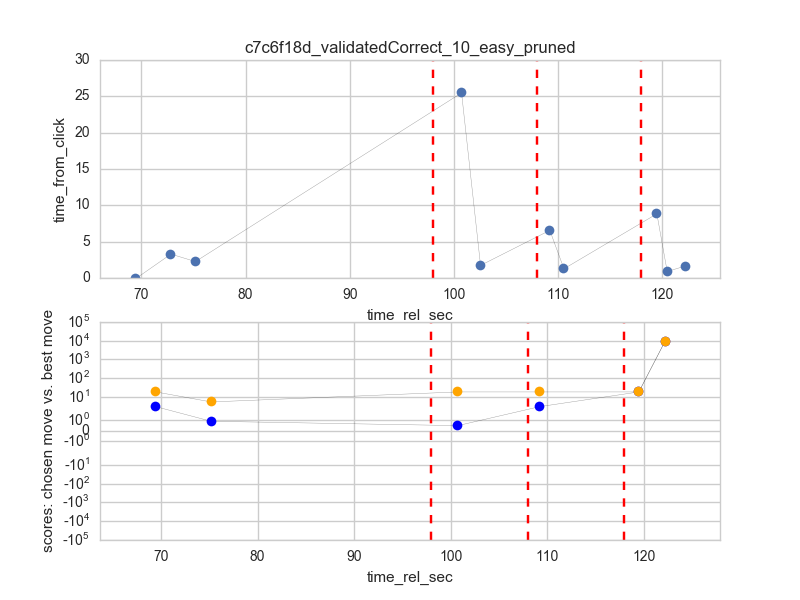 c7c6f18d_validatedCorrect_10_easy_pruned
time_from_click
30
25
20
15
10
5
0
70 80 90 100 110 120
time_rel_sec
scores: chosen move vs. best move
10^5
10^4
10^3
10^2
10^1
10^0
0
-10^0
-10^1
-10^2
-10^3
-10^4
-10^5
70 80 90 100 110 120
time_rel_sec